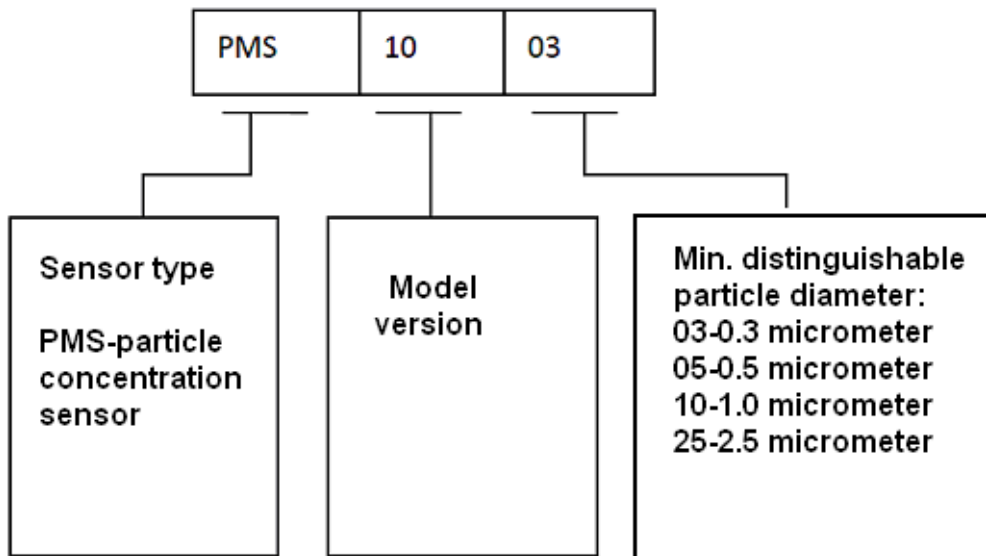 PMS 10 03
Sensor type
PMS-particle
concentration
sensor
Model
version
Min. distinguishable
particle diameter:
03-0.3 micrometer
05-0.5 micrometer
10-1.0 micrometer
25-2.5 micrometer